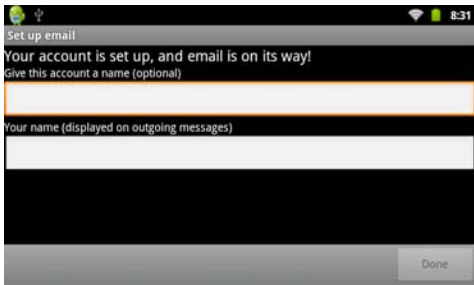 8:31
Set up email
Your account is set up, and email is on its way!
Give this account a name (optional)
Your name (displayed on outgoing messages)
Done